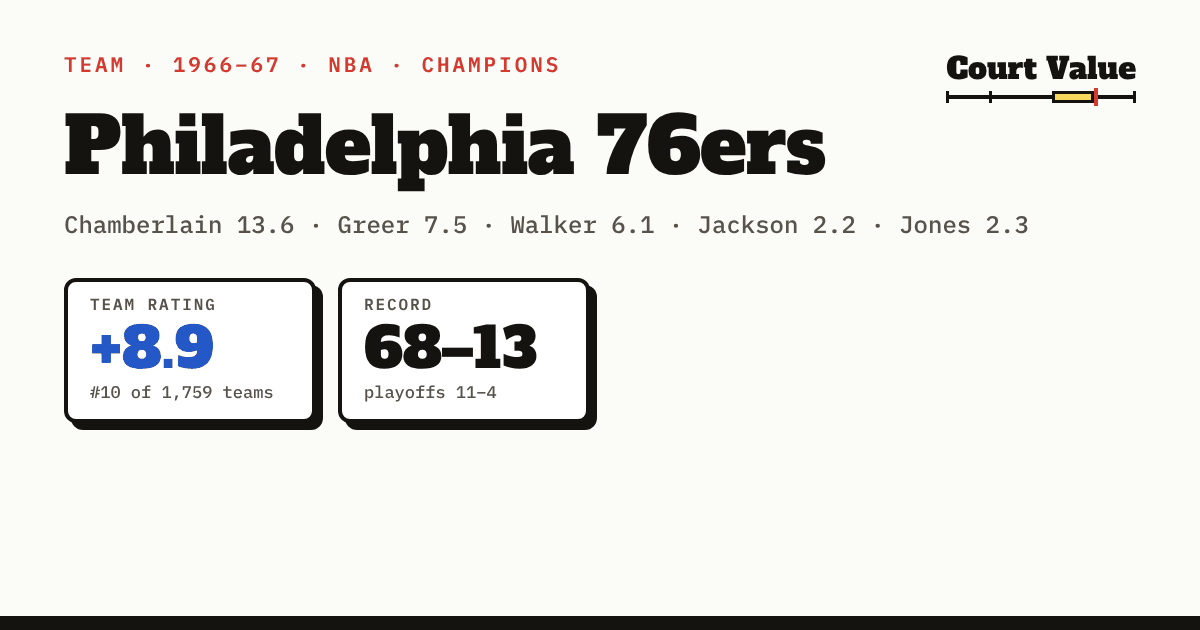 TEAM · 1966–67 · NBA · CHAMPIONS
Court Value
Philadelphia 76ers
Chamberlain 13.6 · Greer 7.5 · Walker 6.1 · Jackson 2.2 · Jones 2.3
TEAM RATING
+8.9
#10 of 1,759 teams
RECORD
68–13
playoffs 11–4